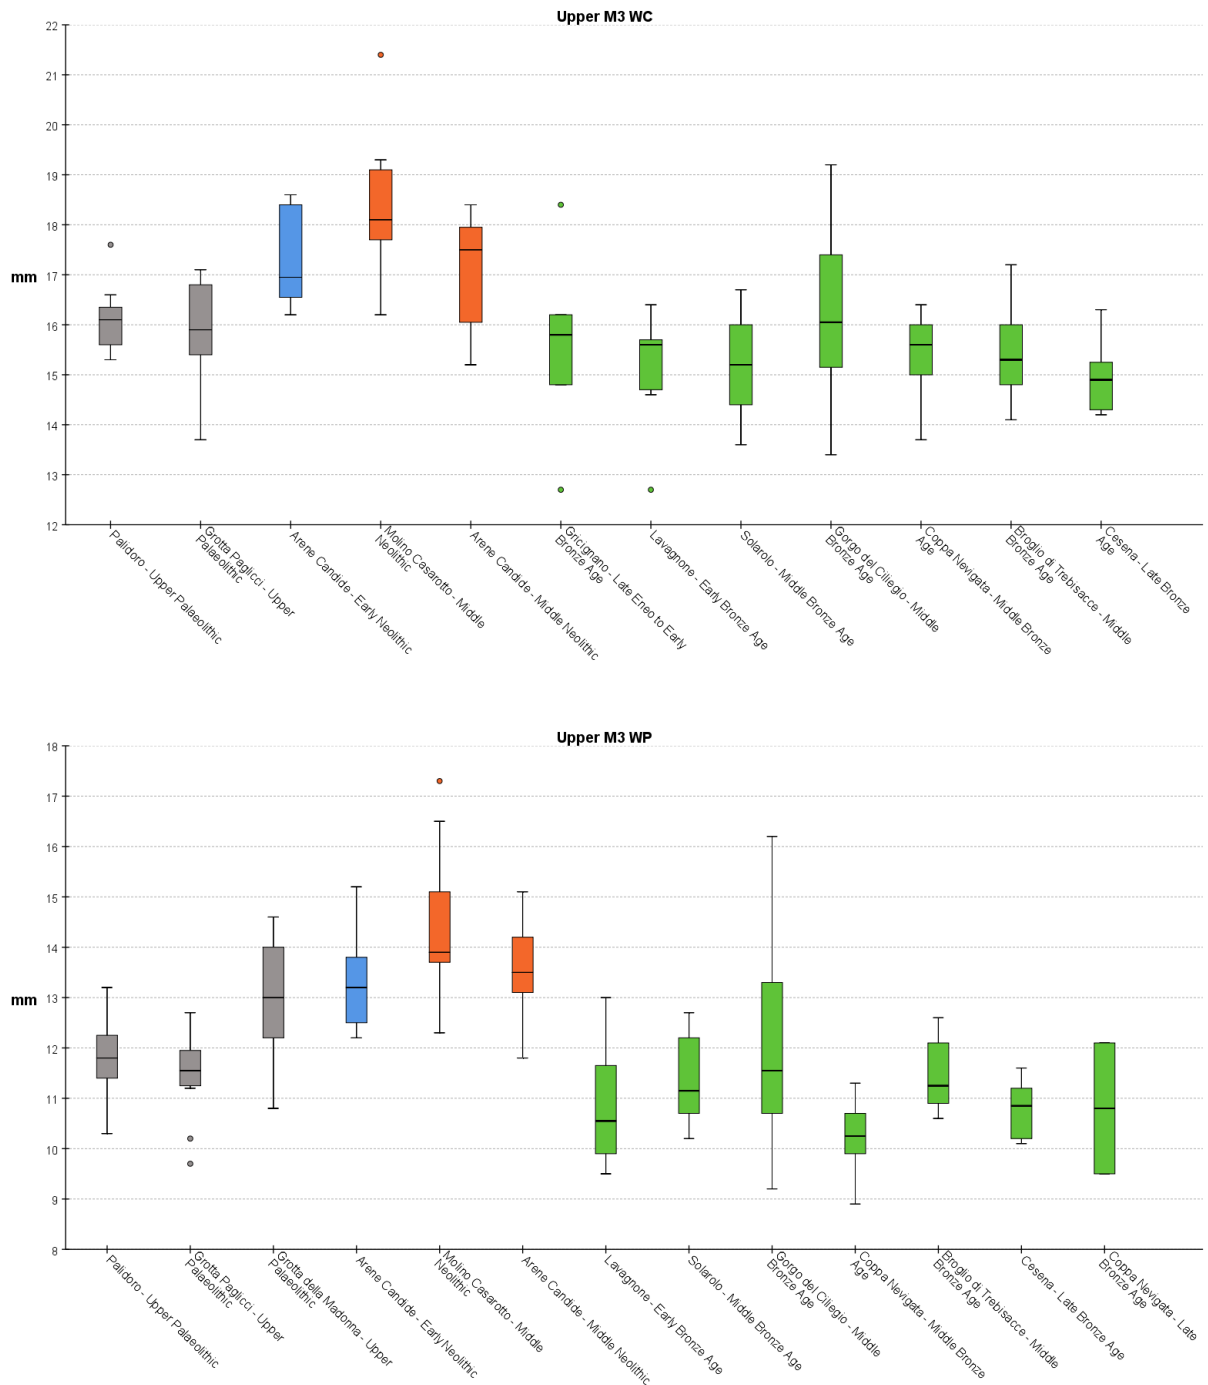 Upper M3 WC
22
21
20
19
18
17
16
15
14
13
12
mm
Palidoro - Upper Palaeolithic
Grotta Paglicci - Upper
Palaeolithic
Arene Candide - Early Neolithic
Molino Casarotto - Middle
Neolithic
Arene Candide - Middle Neolithic
Gricignano - Late Eneo to Early
Bronze Age
Lavagnone - Early Bronze Age
Solarolo - Middle Bronze Age
Gorgo del Ciliegio - Middle
Bronze Age
Coppa Nevigata - Middle Bronze
Age
Broglio di Trebisacce - Middle
Bronze Age
Cesena - Late Bronze
Age
Upper M3 WP
18
17
16
15
14
13
12
11
10
9
8
mm
Palidoro - Upper Palaeolithic
Grotta Paglicci - Upper
Palaeolithic
Grotta della Madonna - Upper
Palaeolithic
Arene Candide - Early Neolithic
Molino Casarotto - Middle
Neolithic
Arene Candide - Middle Neolithic
Lavagnone - Early Bronze Age
Solarolo - Middle Bronze Age
Gorgo del Ciliegio - Middle
Bronze Age
Coppa Nevigata - Middle Bronze
Age
Broglio di Trebisacce - Middle
Bronze Age
Cesena - Late Bronze Age
Coppa Nevigata - Late
Bronze Age